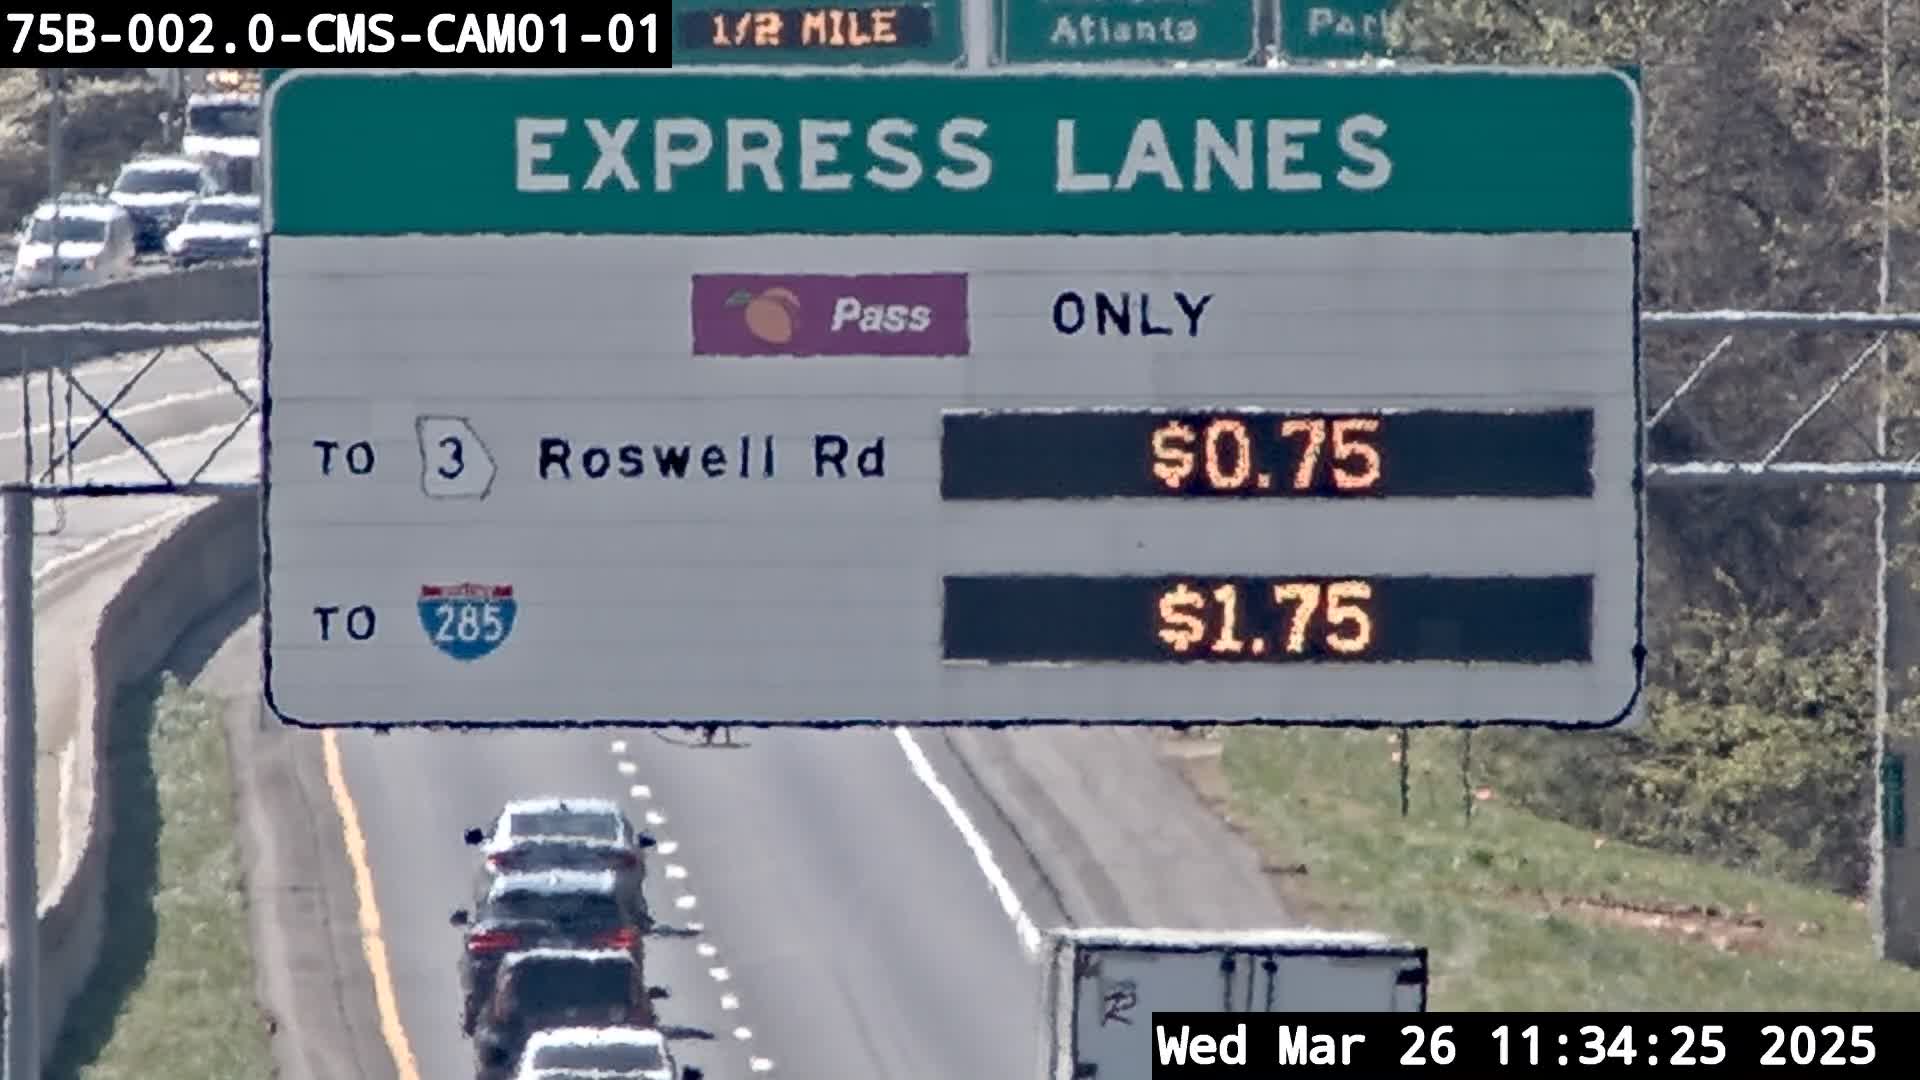 75B-002.0-CMS-CAM01-01
1/2 MILE
Atlanta
EXPRESS LANES
Pass ONLY
TO 3 Roswell Rd $0.75
TO 285 $1.75
Wed Mar 26 11:34:25 2025